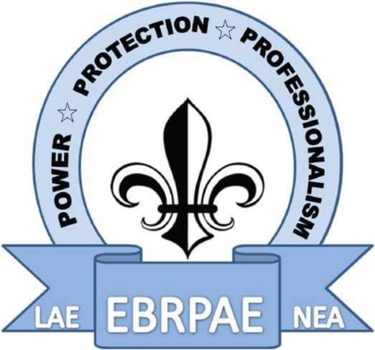 POWER ☆ PROTECTION ☆ PROFESSIONALISM
LAE EBRPAE NEA